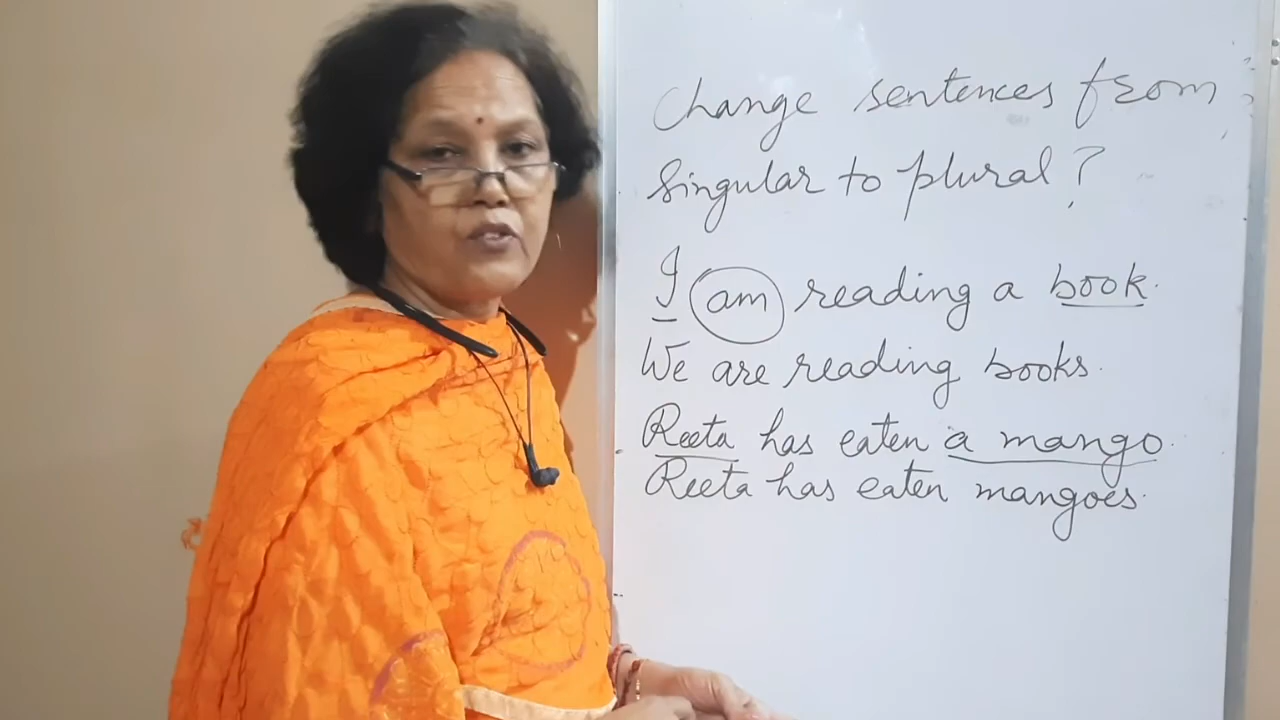 Change sentences from
singular to plural ?
I am reading a book.
We are reading books.
Reeta has eaten a mango.
Reeta has eaten mangoes.